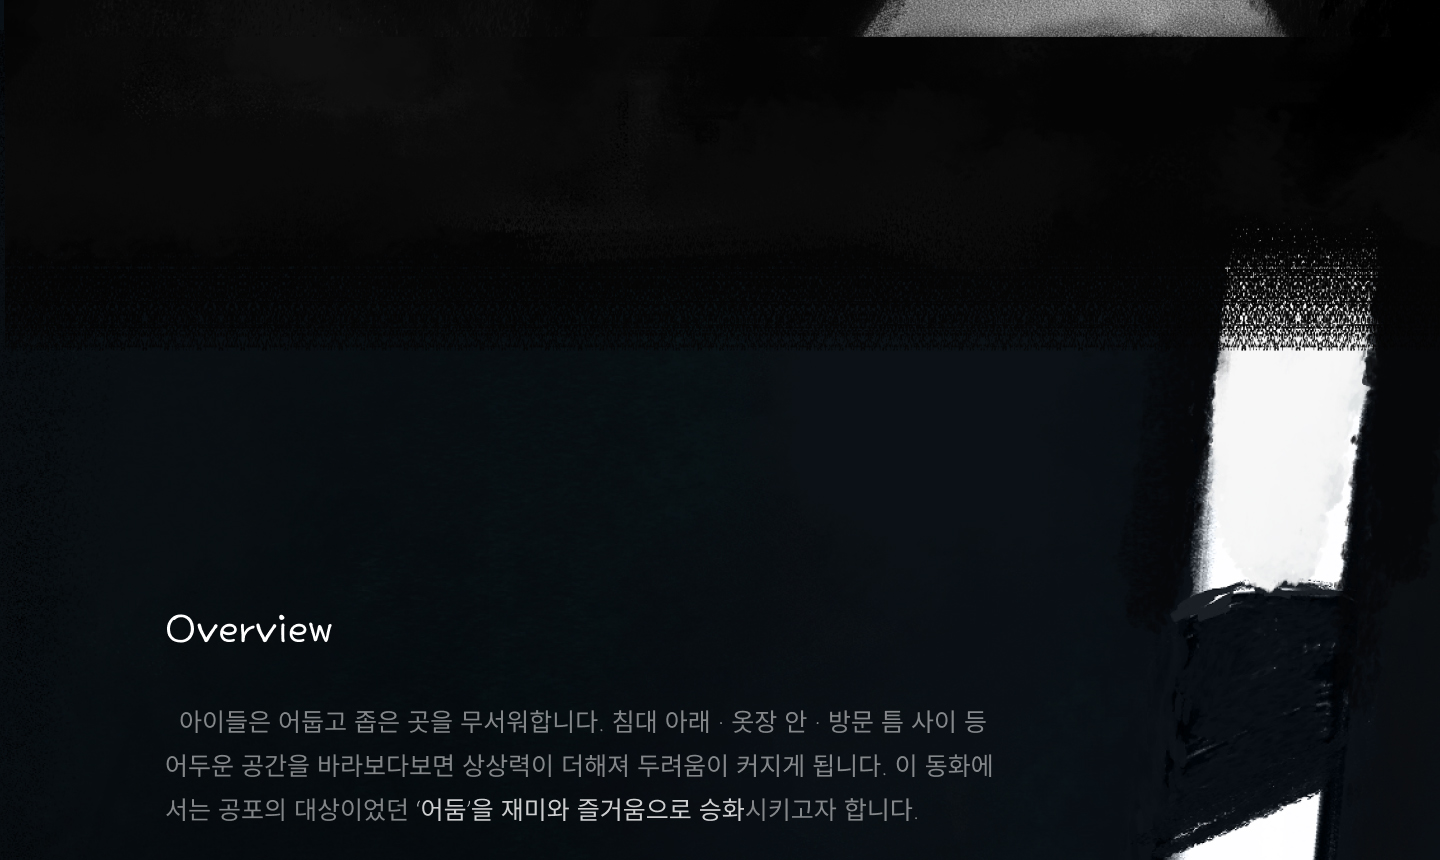 Overview
아이들은 어둡고 좁은 곳을 무서워합니다. 침대 아래 · 옷장 안 · 방문 틈 사이 등
어두운 공간을 바라보다보면 상상력이 더해져 두려움이 커지게 됩니다. 이 동화에
서는 공포의 대상이었던 ‘어둠’을 재미와 즐거움으로 승화시키고자 합니다.